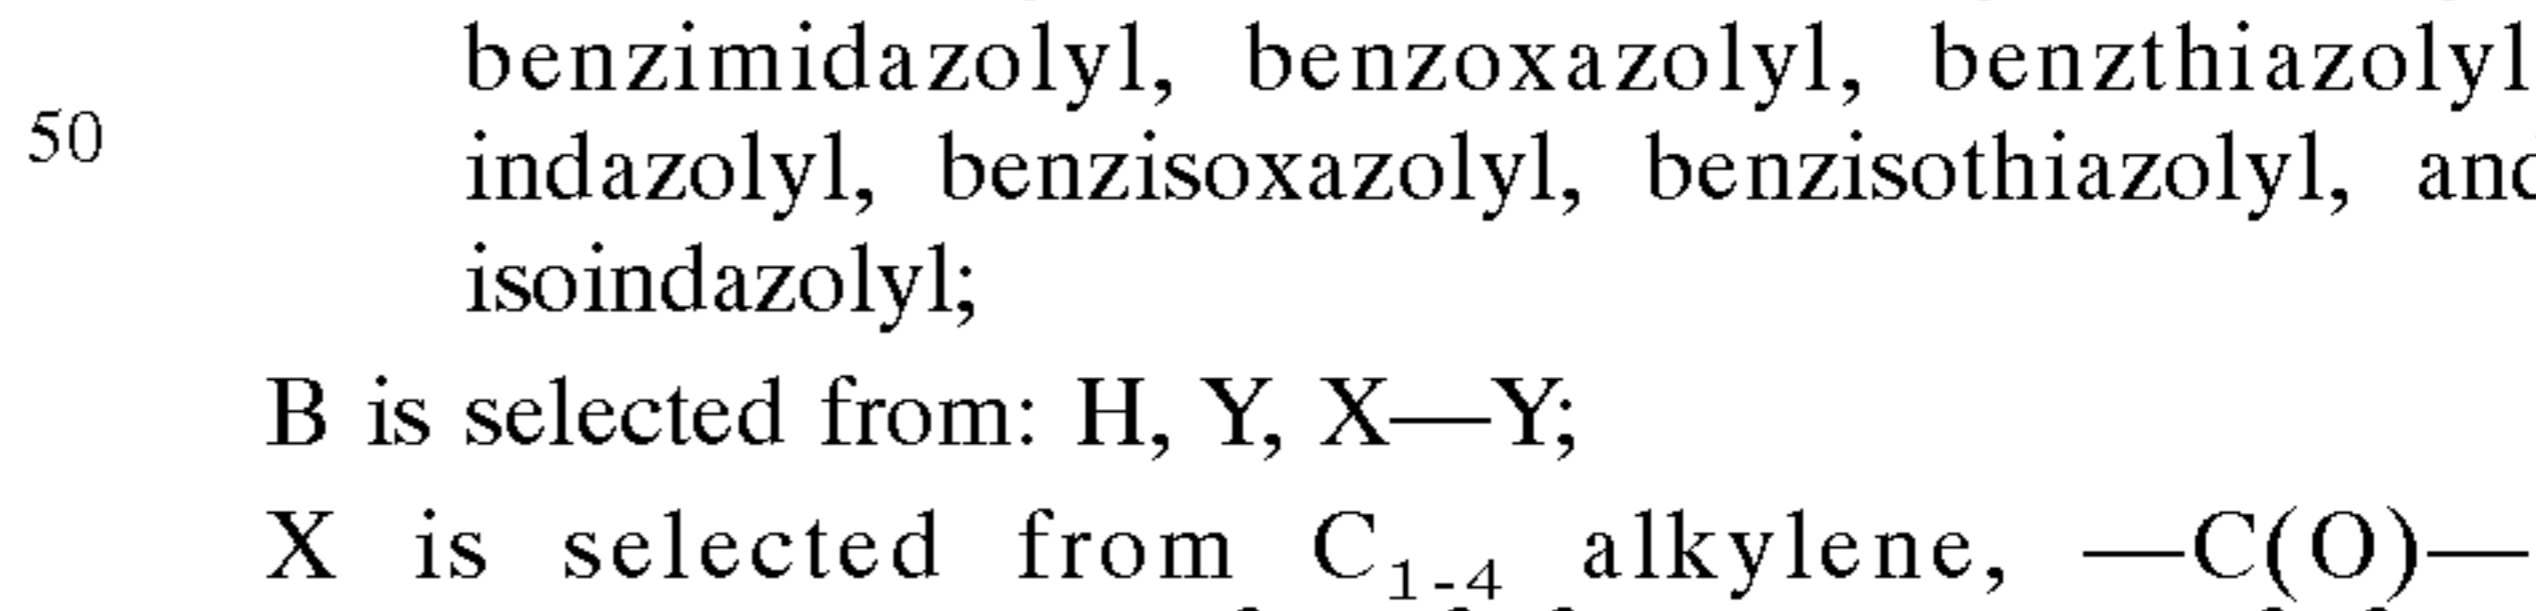 benzimidazolyl, benzoxazolyl, benzthiazolyl
50
indazolyl, benzisoxazolyl, benzisothiazolyl, and
isoindazolyl;
B is selected from: H, Y, X—Y;
X is selected from C₁₋₄ alkylene, —C(O)—